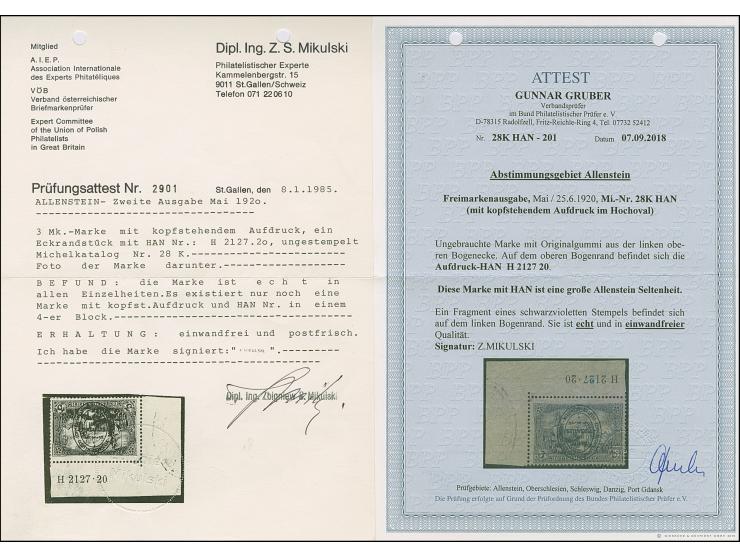 Mitglied
A. I. E. P.
Association Internationale
des Experts Philatéliques
VÖB
Verband österreichischer
Briefmarkenprüfer
Expert Committee
of the Union of Polish
Philatelists
in Great Britain
Dipl. Ing. Z. S. Mikulski
Philatelistischer Experte
Kammelenbergstr. 15
9011 St.Gallen/Schweiz
Telefon 071 220610
Prüfungsattest Nr. 2901 St.Gallen, den 8.1.1985.
ALLENSTEIN- Zweite Ausgabe Mai 192o.
3 Mk.-Marke mit kopfstehendem Aufdruck, ein
Eckrandstück mit HAN Nr.: H 2127.2o, ungestempelt
Michelkatalog Nr. 28 K.
Foto der Marke darunter.
BEFUND: die Marke ist echt in
allen Einzelheiten.Es existiert nur noch eine
Marke mit kopfst.Aufdruck und HAN Nr. in einem
4-er Block.
ERHALTUNG: einwandfrei und postfrisch.
Ich habe die Marke signiert:" ".
Dipl. Ing. Zbigniew S. Mikulski
H 2127·20
ATTEST
GUNNAR GRUBER
Verbandsprüfer
im Bund Philatelistischer Prüfer e. V
D-78315 Radolfzell, Fritz-Reichle-Ring 4, Tel. 07732 52412
Nr. 28K HAN - 201 Datum 07.09.2018
Abstimmungsgebiet Allenstein
Freimarkenausgabe, Mai / 25.6.1920, Mi.-Nr. 28K HAN
(mit kopfstehendem Aufdruck im Hochoval)
Ungebrauchte Marke mit Originalgummi aus der linken obe-
ren Bogenecke. Auf dem oberen Bogenrand befindet sich die
Aufdruck-HAN H 2127 20.
Diese Marke mit HAN ist eine große Allenstein Seltenheit.
Ein Fragment eines schwarzvioletten Stempels befindet sich
auf dem linken Bogenrand. Sie ist echt und in einwandfreier
Qualität.
Signatur: Z.MIKULSKI
H 2127·20
Prüfgebiete: Allenstein, Oberschlesien, Schleswig, Danzig, Port Gdansk
Die Prüfung erfolgte auf Grund der Prüfordnung des Bundes Philatelistischer Prüfer e.V.